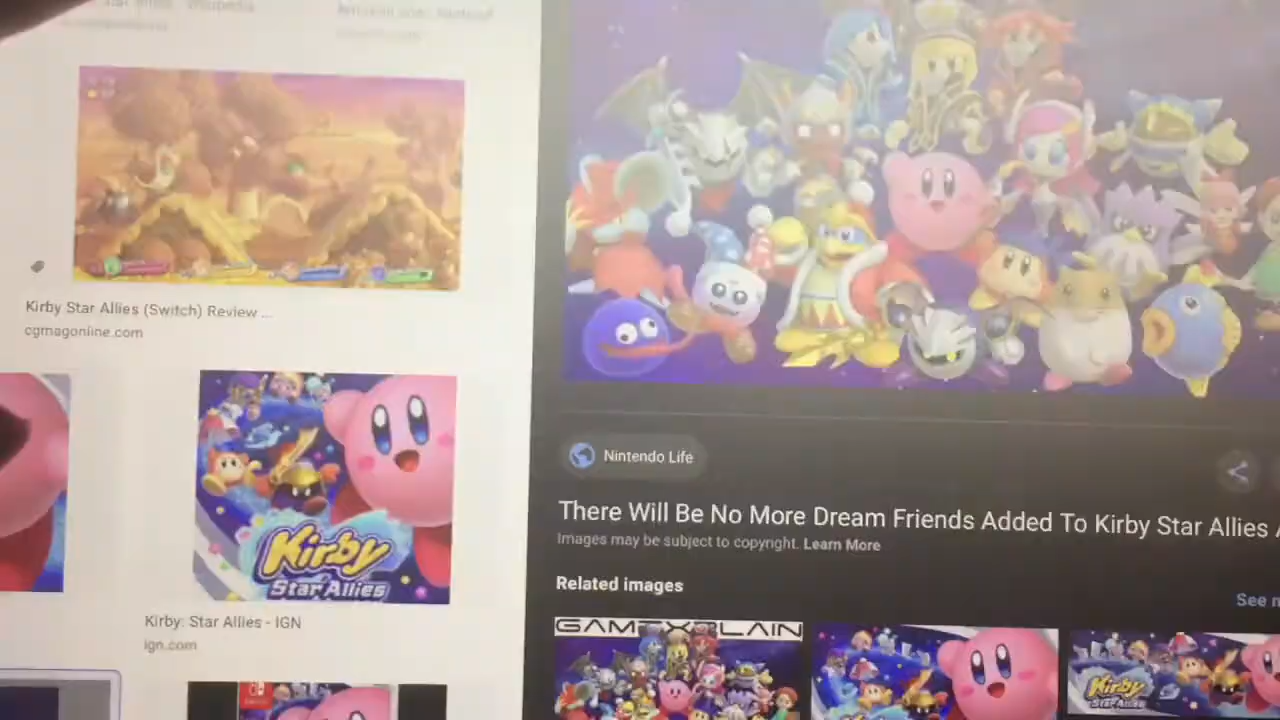 Wikipedia
Kirby Star Allies (Switch) Review ...
cgmagonline.com
Kirby
Star Allies
Kirby: Star Allies - IGN
ign.com
Nintendo Life
There Will Be No More Dream Friends Added To Kirby Star Allies
Images may be subject to copyright. Learn More
Related images
See
GAMEXPLAIN
Kirby
Star Allies